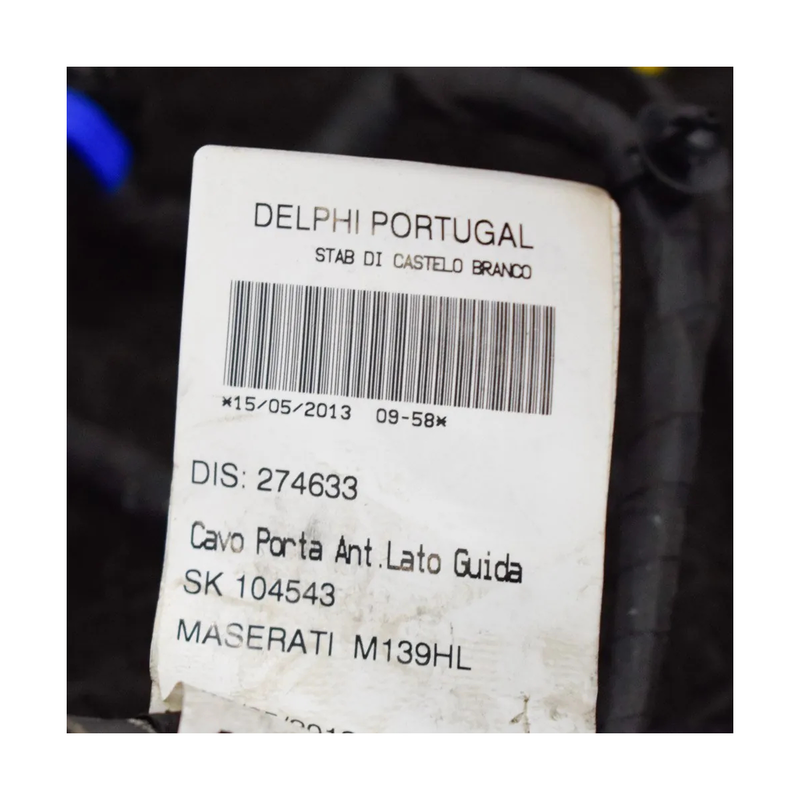 DELPHI PORTUGAL
STAB DI CASTELO BRANCO
*15/05/2013 09-58*
DIS: 274633
Cavo Porta Ant.Lato Guida
SK 104543
MASERATI M139HL